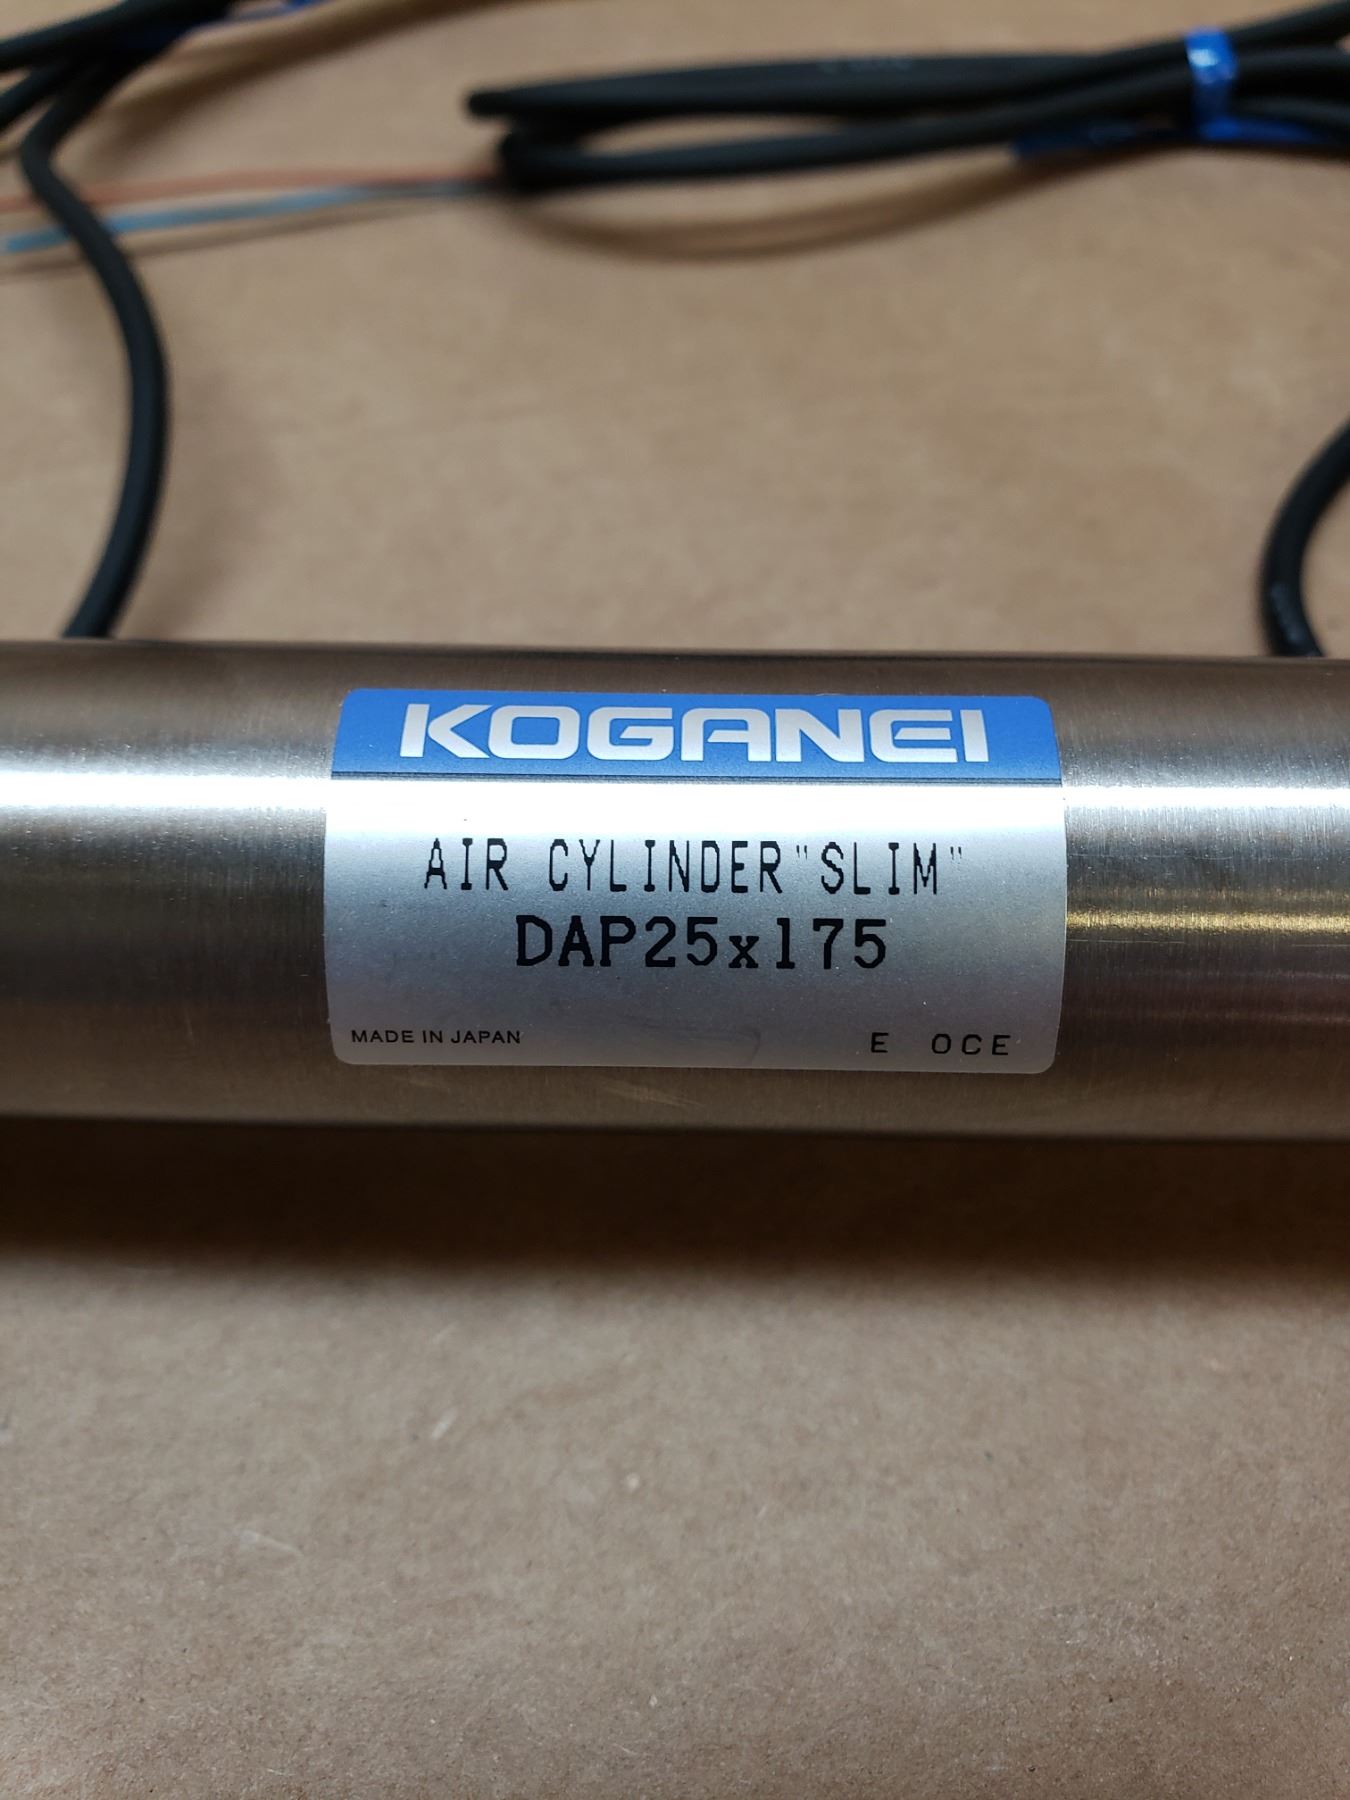 KOGANEI
AIR CYLINDER "SLIM"
DAP25x175
MADE IN JAPAN E OCE